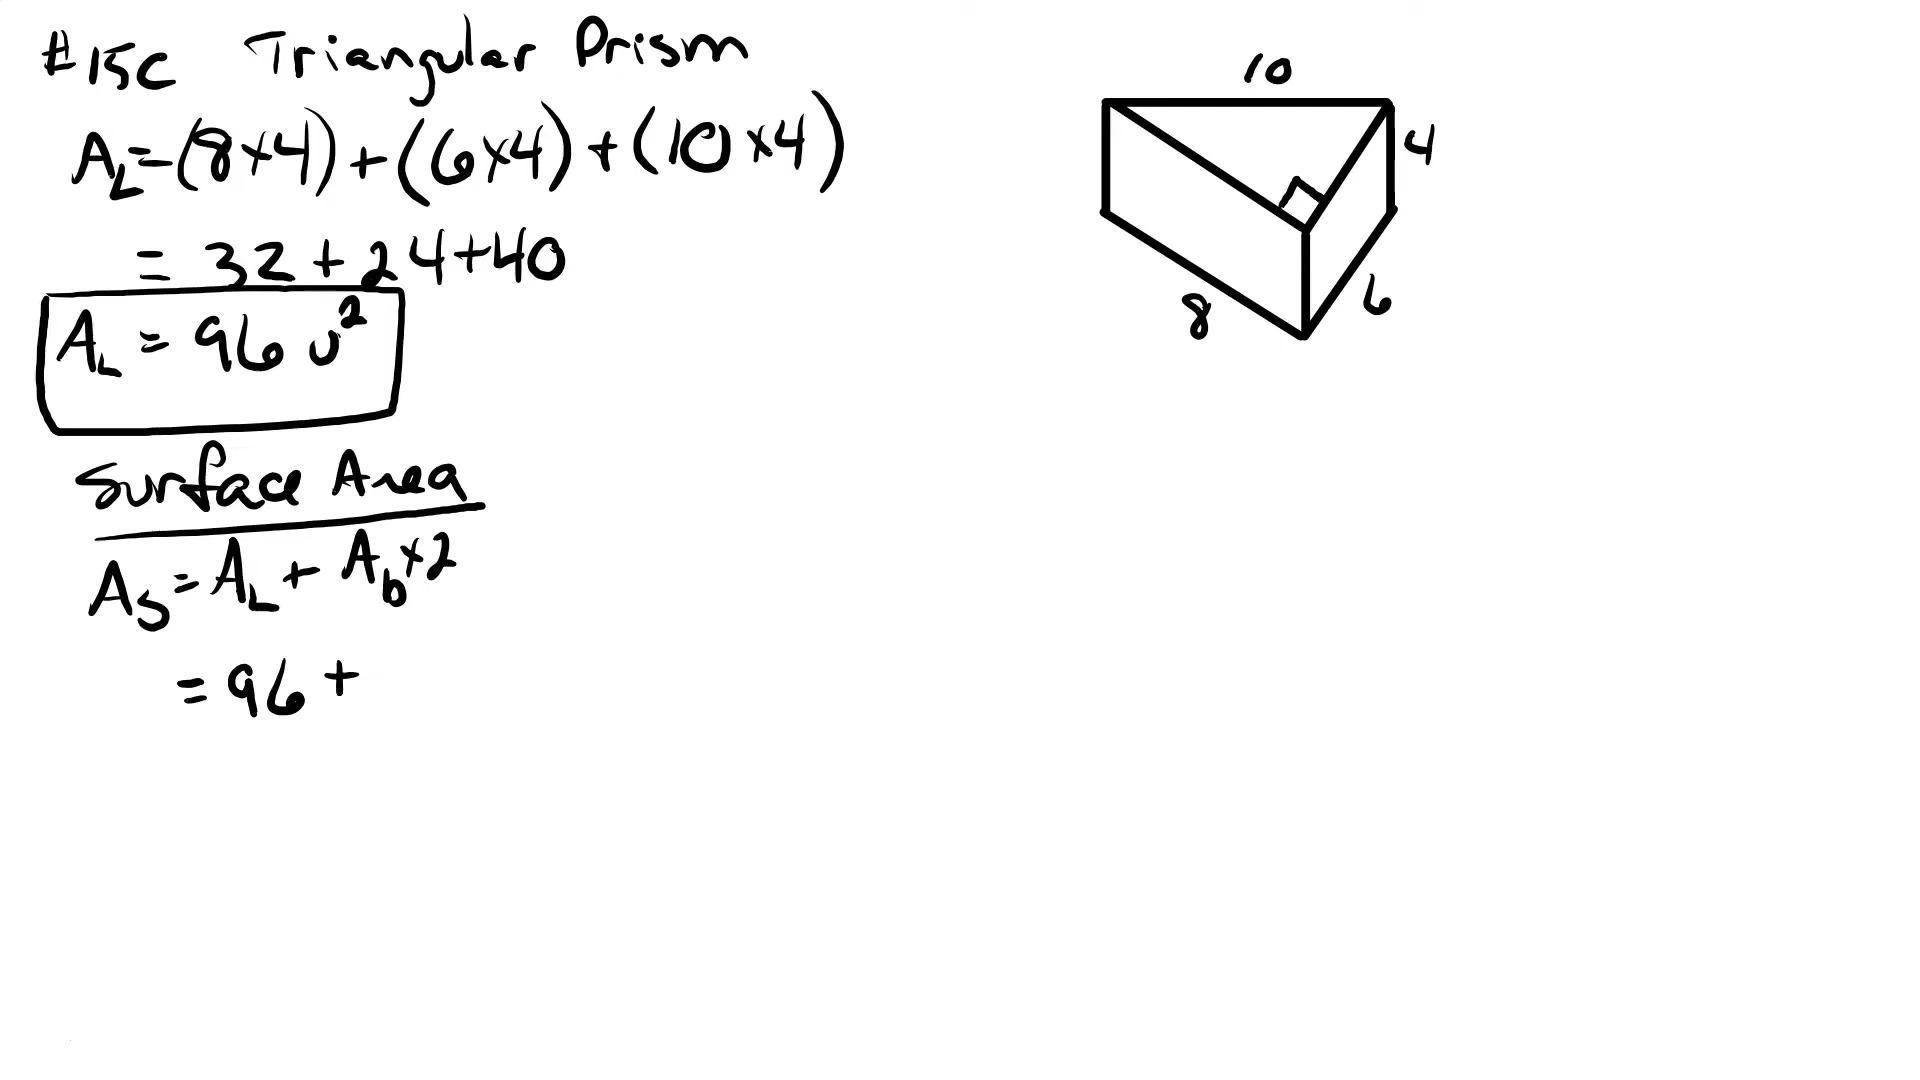 #15c Triangular Prism
A_L=(8×4)+(6×4)+(10×4)
= 32+24+40
A_L = 96 u²
Surface Area
A_S=A_L+A_b×2
= 96 +
10
4
8
6